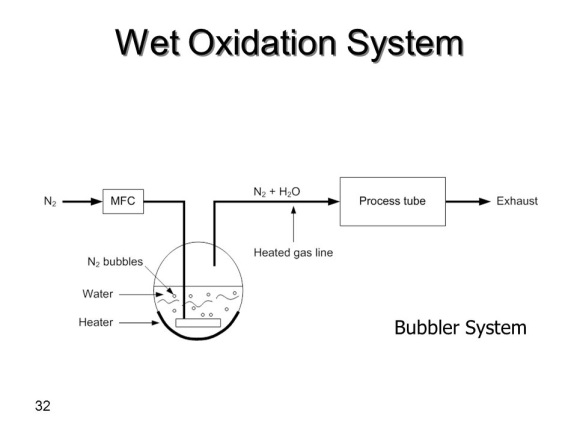 Wet Oxidation System
N₂
MFC
N₂ + H₂O
Process tube
Exhaust
Heated gas line
N₂ bubbles
Water
Heater
Bubbler System
32